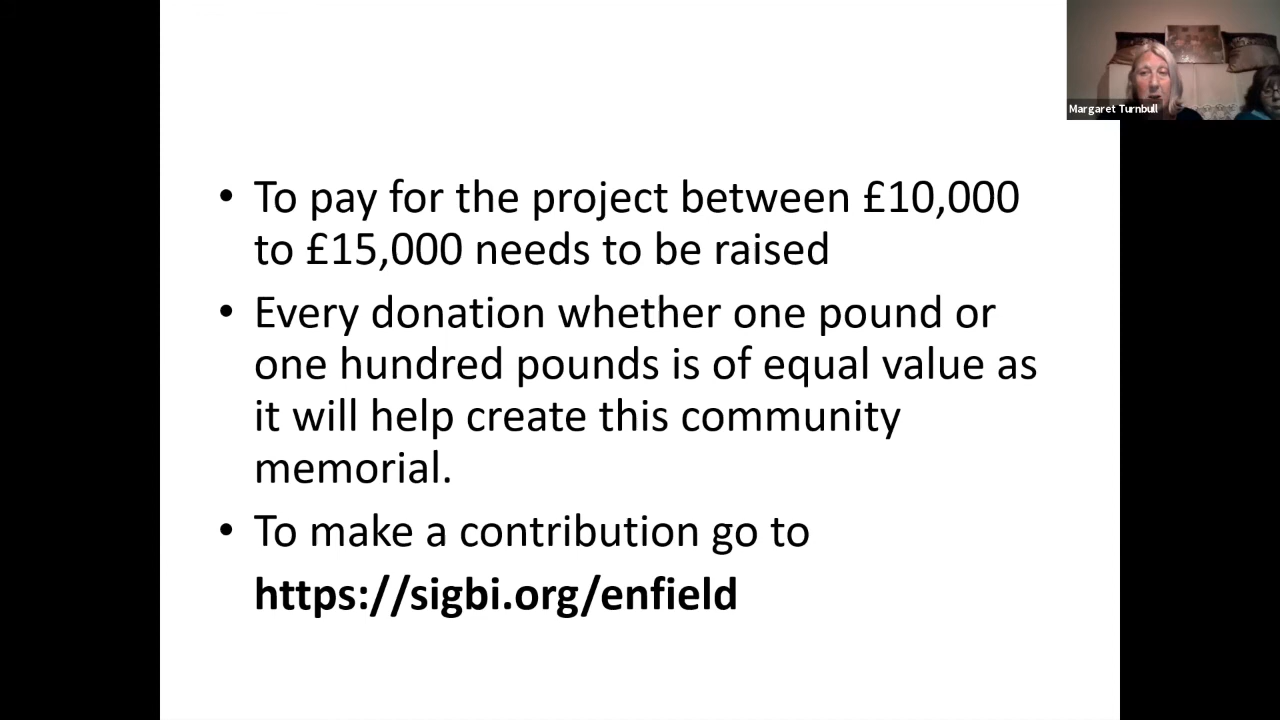 Margaret Turnbull
• To pay for the project between £10,000
to £15,000 needs to be raised
• Every donation whether one pound or
one hundred pounds is of equal value as
it will help create this community
memorial.
• To make a contribution go to
https://sigbi.org/enfield